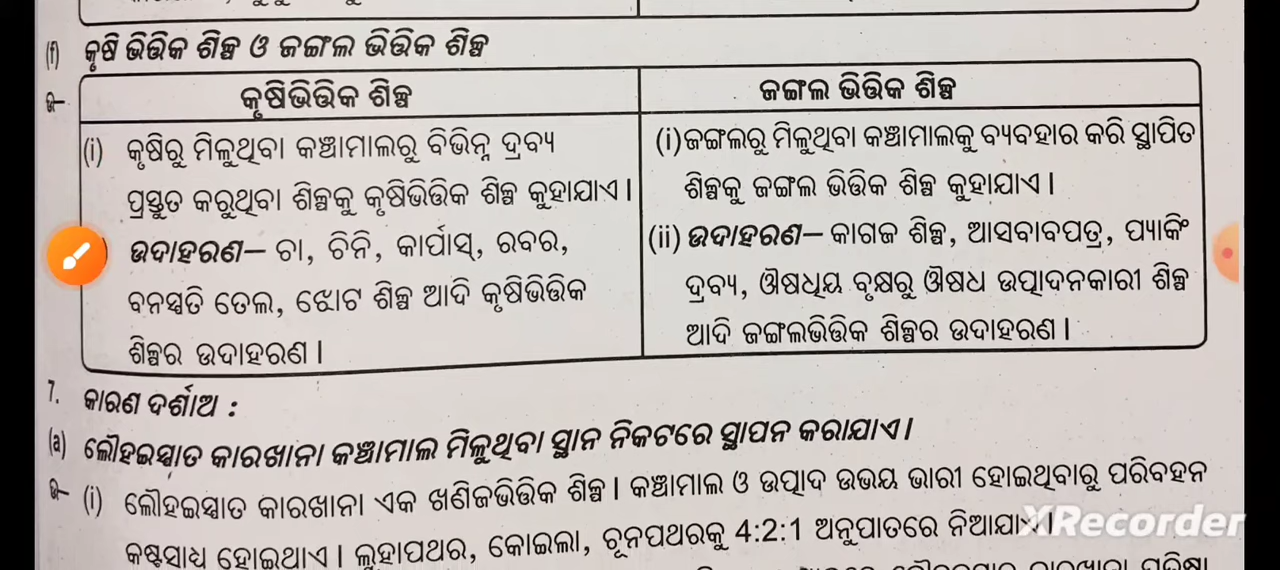 (f) କୃଷି ଭିତ୍ତିକ ଶିଳ୍ପ ଓ ଜଙ୍ଗଲ ଭିତ୍ତିକ ଶିଳ୍ପ
ଉ– କୃଷିଭିତ୍ତିକ ଶିଳ୍ପ
(i) କୃଷିରୁ ମିଳୁଥିବା କଞ୍ଚାମାଲରୁ ବିଭିନ୍ନ ଦ୍ରବ୍ୟ
ପ୍ରସ୍ତୁତ କରୁଥିବା ଶିଳ୍ପକୁ କୃଷିଭିତ୍ତିକ ଶିଳ୍ପ କୁହାଯାଏ।
ଉଦାହରଣ– ଚା, ଚିନି, କାର୍ପାସ୍, ରବର,
ବନସ୍ପତି ତେଲ, ଝୋଟ ଶିଳ୍ପ ଆଦି କୃଷିଭିତ୍ତିକ
ଶିଳ୍ପର ଉଦାହରଣ।
ଜଙ୍ଗଲ ଭିତ୍ତିକ ଶିଳ୍ପ
(i) ଜଙ୍ଗଲରୁ ମିଳୁଥିବା କଞ୍ଚାମାଲକୁ ବ୍ୟବହାର କରି ସ୍ଥାପିତ
ଶିଳ୍ପକୁ ଜଙ୍ଗଲ ଭିତ୍ତିକ ଶିଳ୍ପ କୁହାଯାଏ।
(ii) ଉଦାହରଣ– କାଗଜ ଶିଳ୍ପ, ଆସବାବପତ୍ର, ପ୍ୟାକିଂ
ଦ୍ରବ୍ୟ, ଔଷଧିୟ ବୃକ୍ଷରୁ ଔଷଧ ଉତ୍ପାଦନକାରୀ ଶିଳ୍ପ
ଆଦି ଜଙ୍ଗଲଭିତ୍ତିକ ଶିଳ୍ପର ଉଦାହରଣ।
7. କାରଣ ଦର୍ଶାଅ :
(a) ଲୌହଇସ୍ପାତ କାରଖାନା କଞ୍ଚାମାଲ ମିଳୁଥିବା ସ୍ଥାନ ନିକଟରେ ସ୍ଥାପନ କରାଯାଏ।
ଉ– (i) ଲୌହଇସ୍ପାତ କାରଖାନା ଏକ ଖଣିଜଭିତ୍ତିକ ଶିଳ୍ପ। କଞ୍ଚାମାଲ ଓ ଉତ୍ପାଦ ଉଭୟ ଭାରୀ ହୋଇଥିବାରୁ ପରିବହନ
କଷ୍ଟସାଧ୍ୟ ହୋଇଥାଏ। ଲୁହାପଥର, କୋଇଲା, ଚୂନପଥରକୁ 4:2:1 ଅନୁପାତରେ ନିଆଯାଏ।
XRecorder